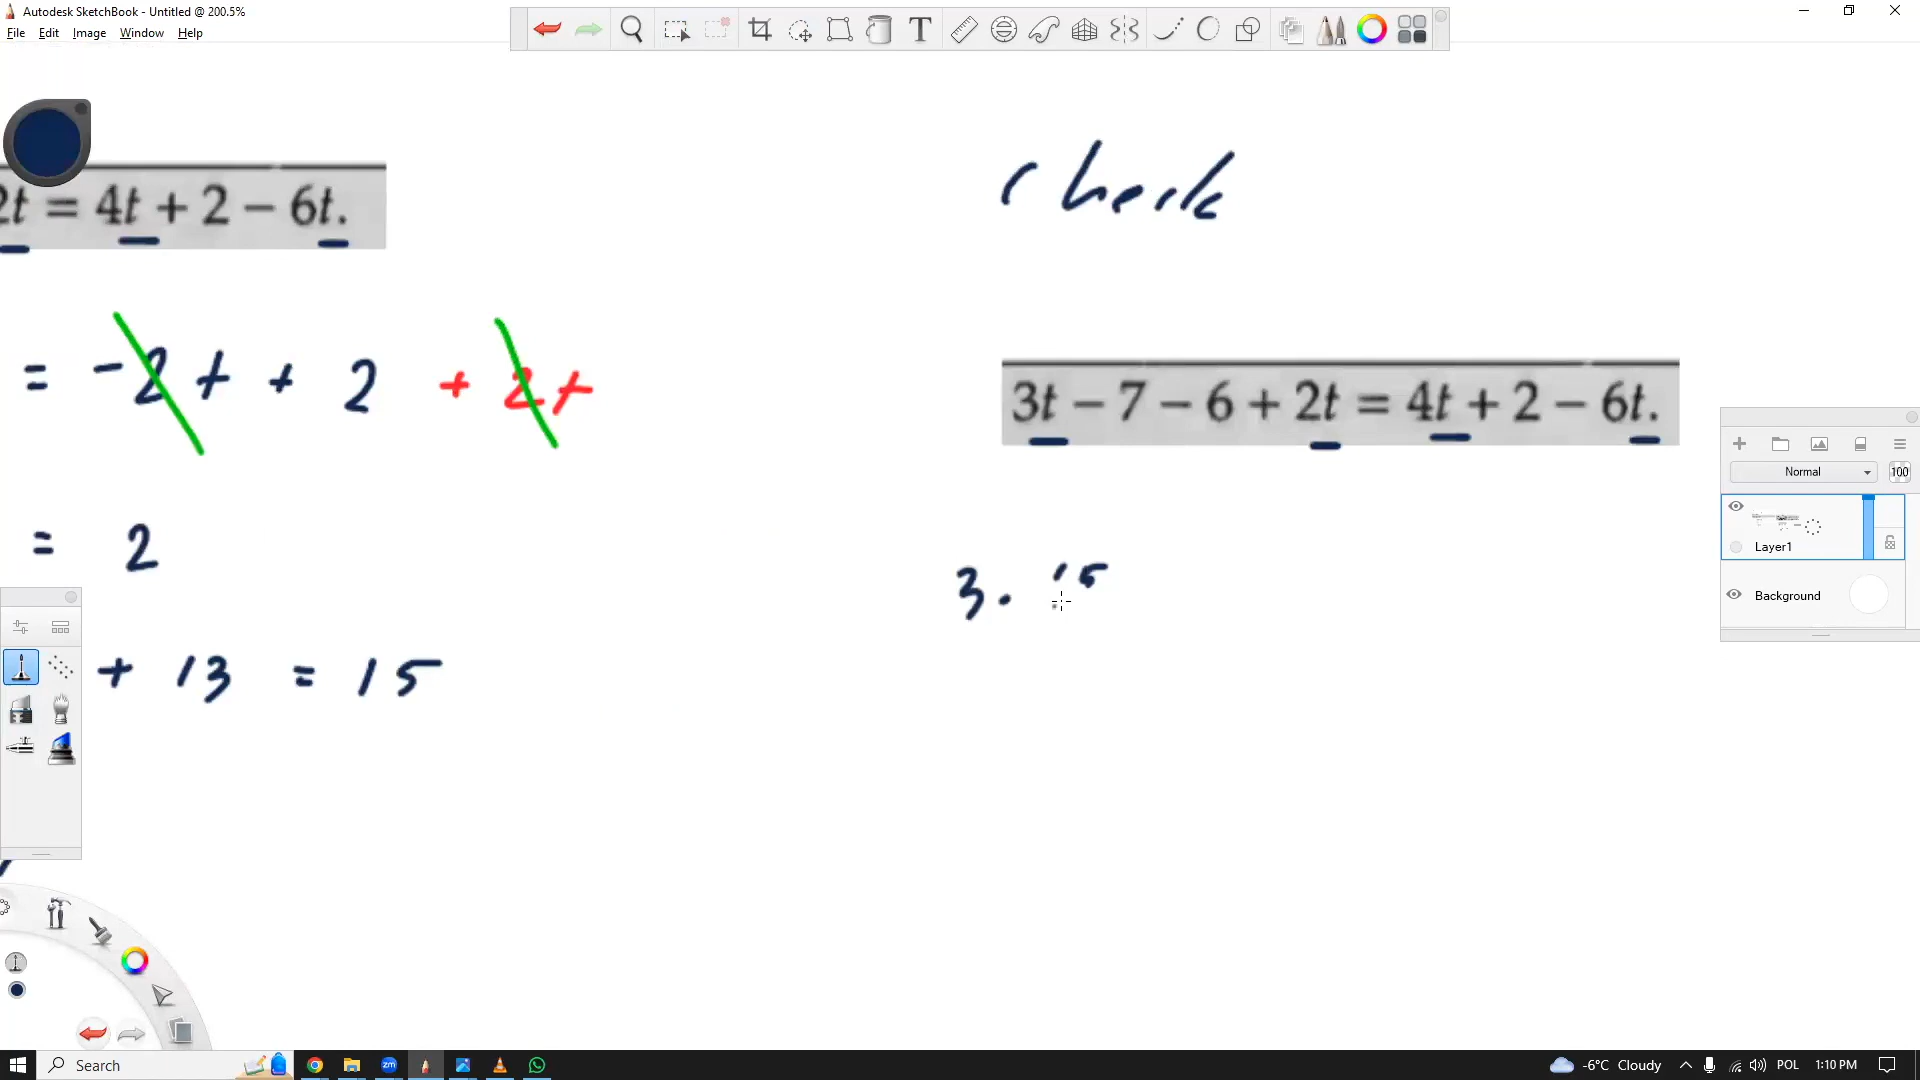 Autodesk SketchBook - Untitled @ 200.5%
File Edit Image Window Help
T
Check
2t = 4t + 2 - 6t.
= -2t + 2 + 2t
3t - 7 - 6 + 2t = 4t + 2 - 6t.
Normal
100
Layer1
Background
= 2
3 · 15
+ 13 = 15
Search
zm
-6°C Cloudy
POL
1:10 PM